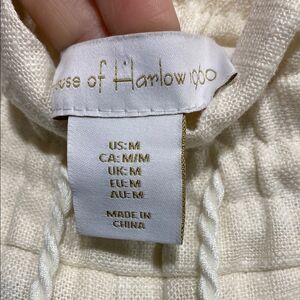 ouse of Harlow 1960
US: M
CA: M/M
UK: M
EU: M
AU: M
MADE IN
CHINA